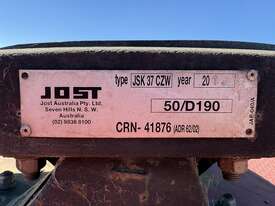 JOST
type JSK 37 CZW year 20
Jost Australia Pty. Ltd.
Seven Hills N. S. W.
Australia
(02) 9838 8100
50/D190
CRN- 41876 (ADR 62/02)